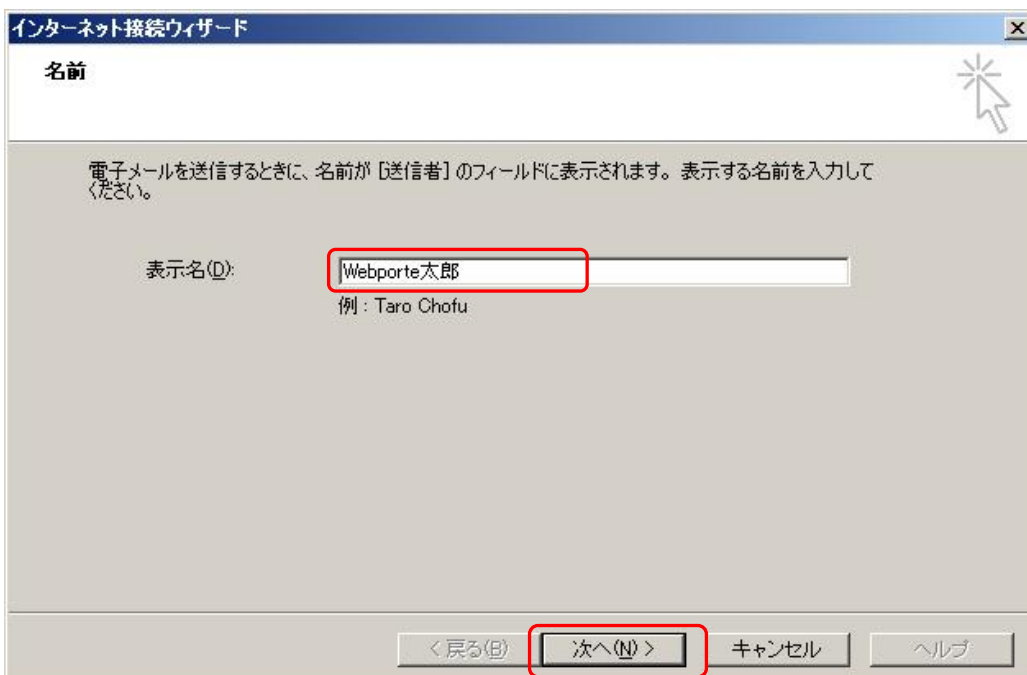 インターネット接続ウィザード
名前
電子メールを送信するときに、名前が [送信者] のフィールドに表示されます。表示する名前を入力して
ください。
表示名(D): Webporte太郎
例 : Taro Chofu
< 戻る(B) 次へ(N) > キャンセル ヘルプ